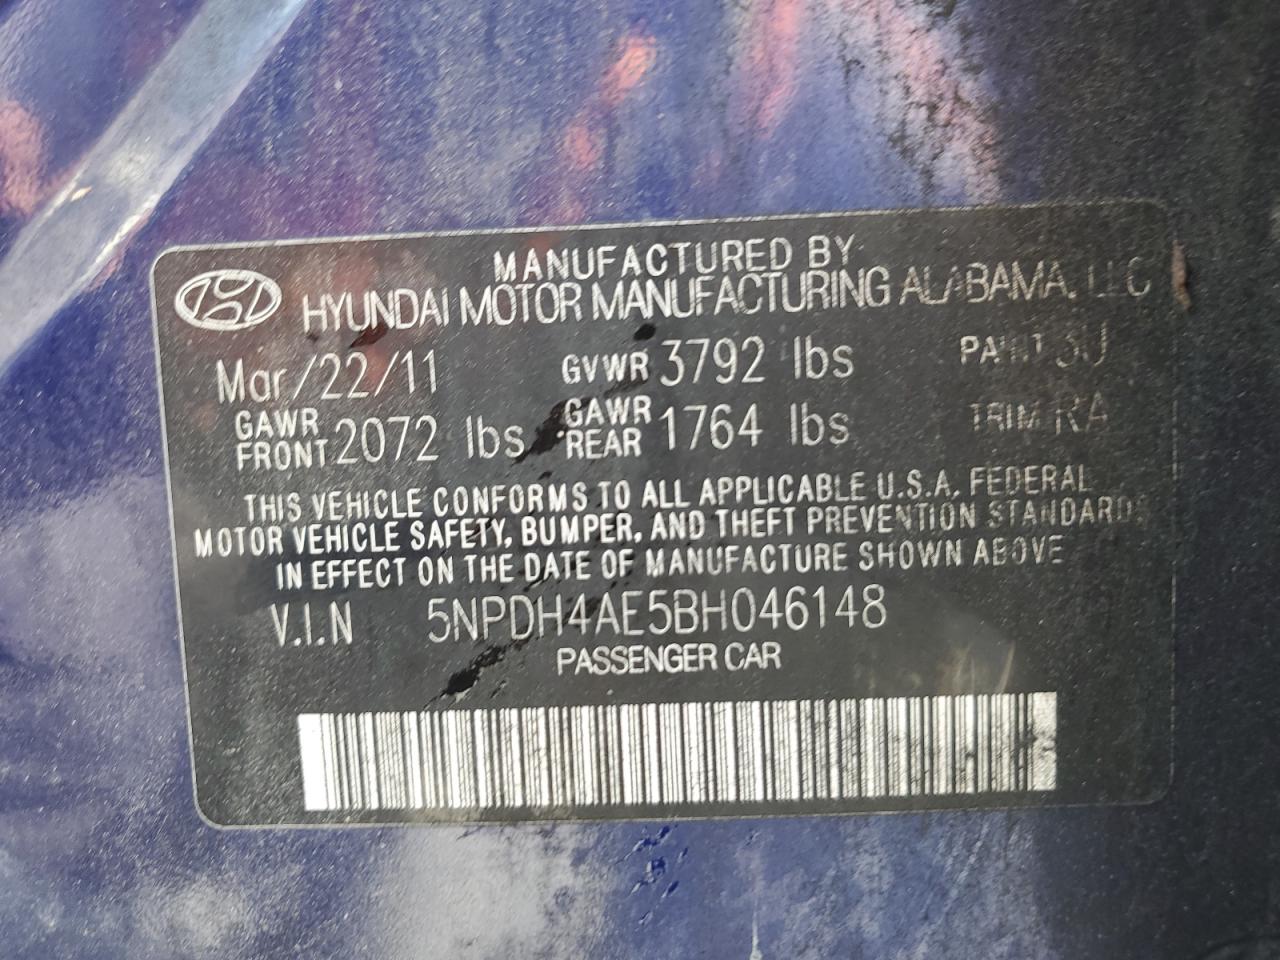 MANUFACTURED BY
HYUNDAI MOTOR MANUFACTURING ALABAMA, LLC
Mar/22/11 GVWR 3792 lbs PAINT
GAWR FRONT 2072 lbs GAWR REAR 1764 lbs TRIM RA
THIS VEHICLE CONFORMS TO ALL APPLICABLE U.S.A. FEDERAL
MOTOR VEHICLE SAFETY, BUMPER, AND THEFT PREVENTION STANDARDS
IN EFFECT ON THE DATE OF MANUFACTURE SHOWN ABOVE
V.I.N 5NPDH4AE5BH046148
PASSENGER CAR